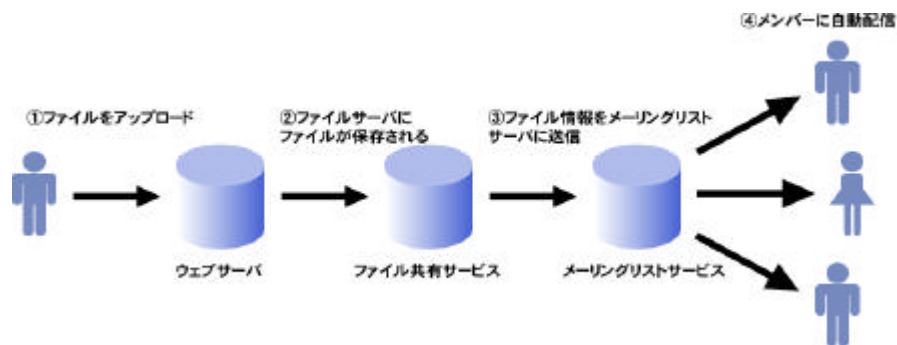 ④メンバーに自動配信
①ファイルをアップロード
②ファイルサーバに
ファイルが保存される
③ファイル情報をメーリングリスト
サーバに送信
ウェブサーバ
ファイル共有サービス
メーリングリストサービス